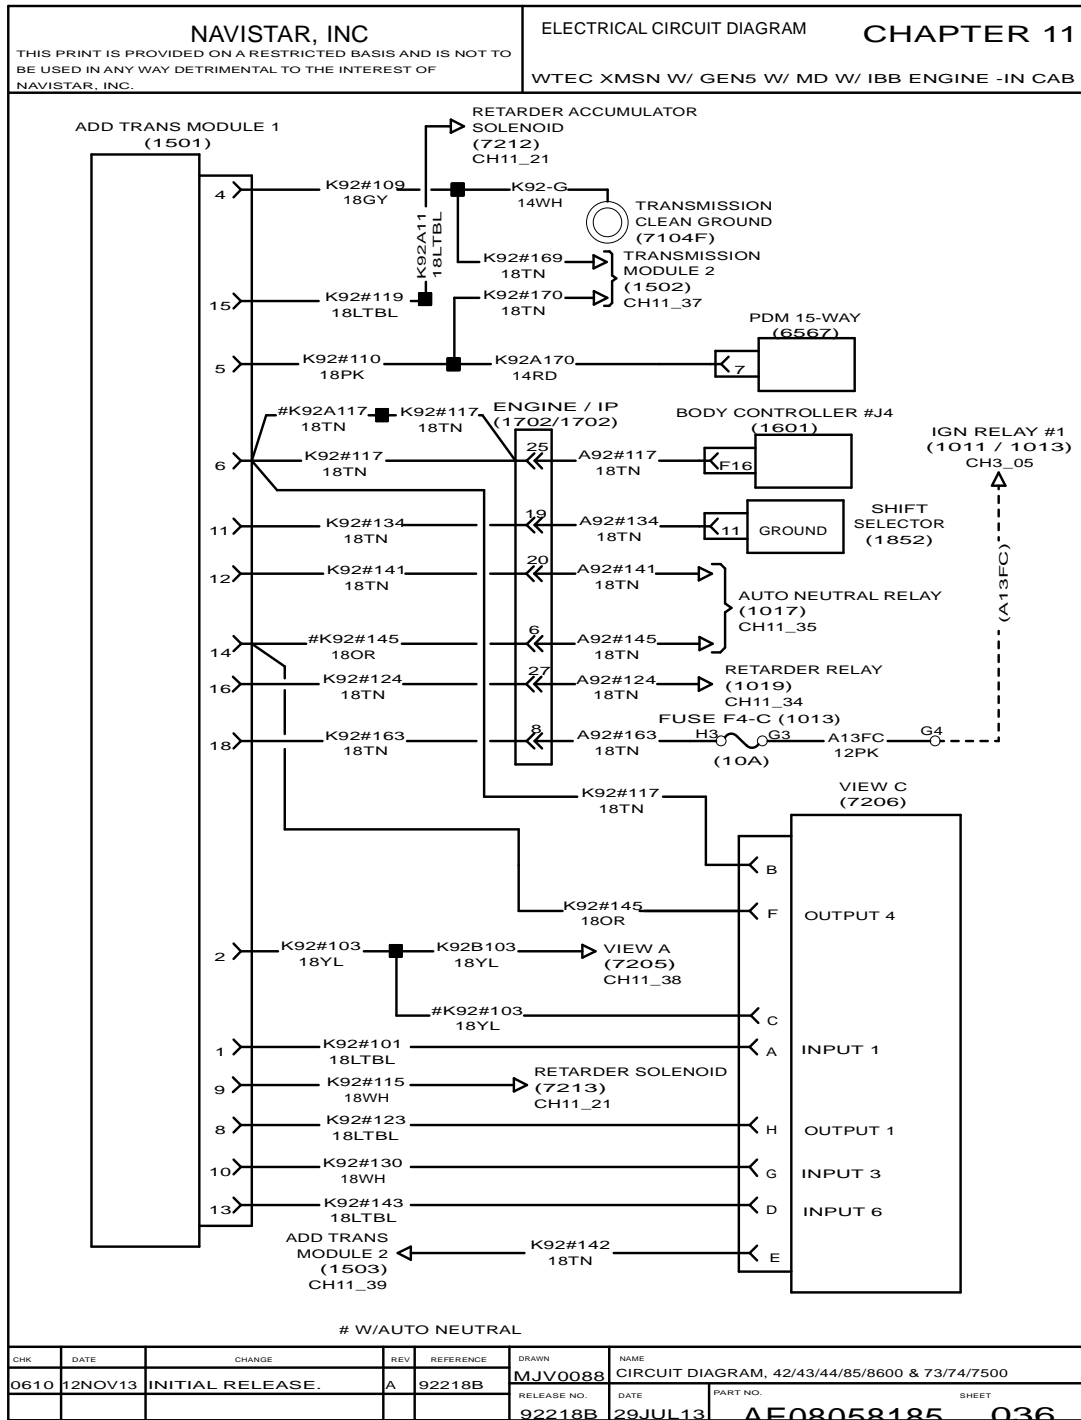 NAVISTAR, INC
THIS PRINT IS PROVIDED ON A RESTRICTED BASIS AND IS NOT TO
BE USED IN ANY WAY DETRIMENTAL TO THE INTEREST OF
NAVISTAR, INC.
ELECTRICAL CIRCUIT DIAGRAM
CHAPTER 11
WTEC XMSN W/ GEN5 W/ MD W/ IBB ENGINE -IN CAB
ADD TRANS MODULE 1
(1501)
RETARDER ACCUMULATOR
SOLENOID
(7212)
CH11_21
4
K92#109
18GY
K92-G
14WH
TRANSMISSION
CLEAN GROUND
(7104F)
K92A11
18LTBL
K92#169
18TN
TRANSMISSION
MODULE 2
(1502)
CH11_37
15
K92#119
18LTBL
K92#170
18TN
PDM 15-WAY
(6567)
5
K92#110
18PK
K92A170
14RD
7
#K92A117
18TN
K92#117
18TN
ENGINE / IP
(1702/1702)
BODY CONTROLLER #J4
(1601)
IGN RELAY #1
(1011 / 1013)
CH3_05
6
K92#117
18TN
25
A92#117
18TN
F16
11
K92#134
18TN
19
A92#134
18TN
11
GROUND
SHIFT
SELECTOR
(1852)
12
K92#141
18TN
20
A92#141
18TN
(A13FC)
AUTO NEUTRAL RELAY
(1017)
CH11_35
14
#K92#145
18OR
6
A92#145
18TN
16
K92#124
18TN
27
A92#124
18TN
RETARDER RELAY
(1019)
CH11_34
18
K92#163
18TN
8
A92#163
18TN
FUSE F4-C (1013)
H3
G3
(10A)
A13FC
12PK
G4
K92#117
18TN
VIEW C
(7206)
B
K92#145
18OR
F
OUTPUT 4
2
K92#103
18YL
K92B103
18YL
VIEW A
(7205)
CH11_38
#K92#103
18YL
C
1
K92#101
18LTBL
A
INPUT 1
9
K92#115
18WH
RETARDER SOLENOID
(7213)
CH11_21
8
K92#123
18LTBL
H
OUTPUT 1
10
K92#130
18WH
G
INPUT 3
13
K92#143
18LTBL
D
INPUT 6
ADD TRANS
MODULE 2
(1503)
CH11_39
K92#142
18TN
E
# W/AUTO NEUTRAL
CHK DATE CHANGE REV REFERENCE
0610 12NOV13 INITIAL RELEASE. A 92218B
DRAWN
MJV0088
NAME
CIRCUIT DIAGRAM, 42/43/44/85/8600 & 73/74/7500
RELEASE NO.
92218B
DATE
29JUL13
PART NO.
AE08058185
SHEET
036